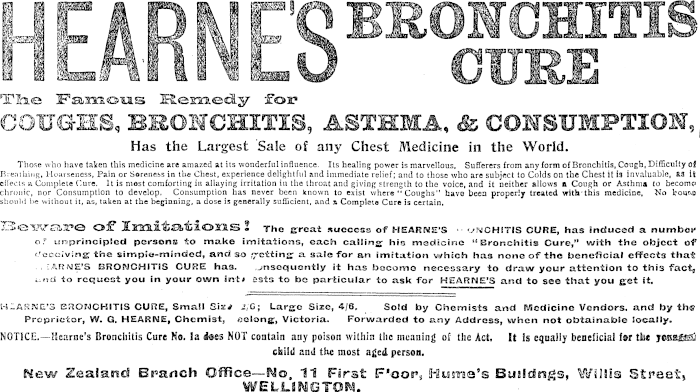 HEARNE'S BRONCHITIS
CURE
The Famous Remedy for
COUGHS, BRONCHITIS, ASTHMA, & CONSUMPTION,
Has the Largest Sale of any Chest Medicine in the World.
Those who have taken this medicine are amazed at its wonderful influence. Its healing power is marvellous. Sufferers from any form of Bronchitis, Cough, Difficulty of
Breathing, Hoarseness, Pain or Soreness in the Chest, experience delightful and immediate relief; and to those who are subject to Colds on the Chest it is invaluable, as it
effects a Complete Cure. It is most comforting in allaying irritation in the throat and giving strength to the voice, and it neither allows a Cough or Asthma to become
chronic, nor Consumption to develop. Consumption has never been known to exist where "Coughs" have been properly treated with this medicine. No house
should be without it, as, taken at the beginning, a dose is generally sufficient, and a Complete Cure is certain.
Beware of Imitations! The great success of HEARNE'S ONCHITIS CURE, has induced a number
of unprincipled persons to make imitations, each calling his medicine "Bronchitis Cure," with the object of
deceiving the simple-minded, and so getting a sale for an imitation which has none of the beneficial effects that
EARNE'S BRONCHITIS CURE has. onsequently it has become necessary to draw your attention to this fact,
and to request you in your own ests to be particular to ask for HEARNE'S and to see that you get it.
HEARNE'S BRONCHITIS CURE, Small Size 2/6; Large Size, 4/6. Sold by Chemists and Medicine Vendors, and by the
Proprietor, W. G. HEARNE, Chemist, eelong, Victoria. Forwarded to any Address, when not obtainable locally.
NOTICE.—Hearne's Bronchitis Cure No. 1a does NOT contain any poison within the meaning of the Act. It is equally beneficial for the youngest
child and the most aged person.
New Zealand Branch Office—No, 11 First F'oor, Hume's Buildngs, Willis Street,
WELLINGTON.